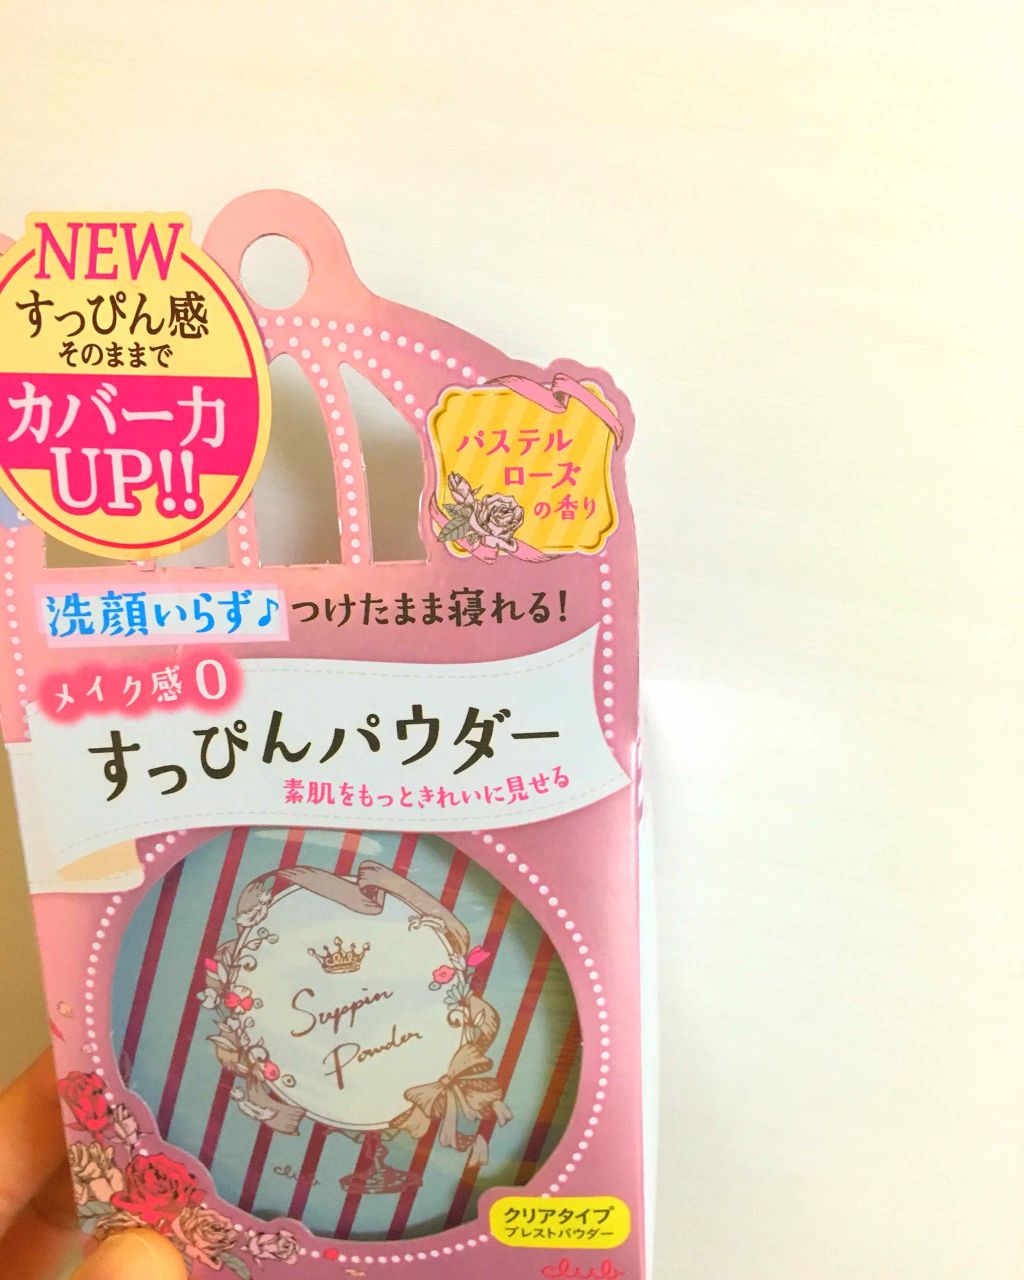 NEW
すっぴん感
そのままで
カバー力
UP!!
パステル
ローズ
の香り
洗顔いらず♪つけたまま寝れる!
メイク感0
すっぴんパウダー
素肌をもっときれいに見せる
club
Suppin
Powder
club
クリアタイプ
プレストパウダー
club